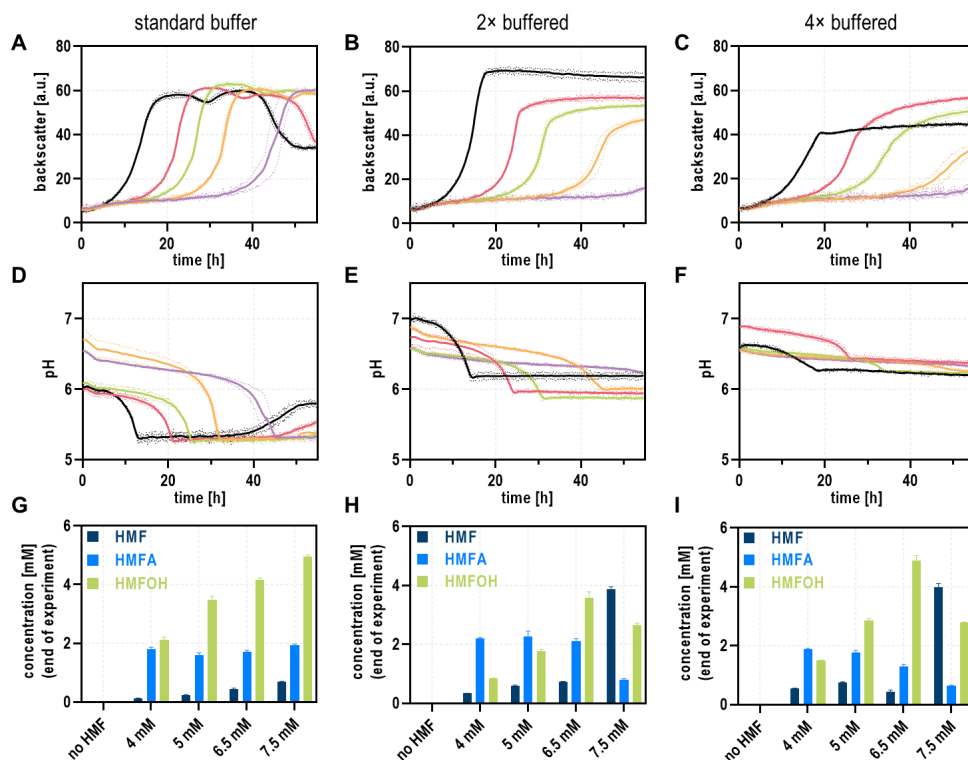 standard buffer
2× buffered
4× buffered
A
B
C
backscatter [a.u.]
80
60
40
20
0
0
20
40
time [h]
backscatter [a.u.]
80
60
40
20
0
0
20
40
time [h]
backscatter [a.u.]
80
60
40
20
0
0
20
40
time [h]
D
E
F
pH
7
6
5
0
20
40
time [h]
pH
7
6
5
0
20
40
time [h]
pH
7
6
5
0
20
40
time [h]
G
H
I
concentration [mM]
(end of experiment)
6
4
2
0
HMF
HMFA
HMFOH
no HMF
4 mM
5 mM
6.5 mM
7.5 mM
concentration [mM]
(end of experiment)
6
4
2
0
HMF
HMFA
HMFOH
no HMF
4 mM
5 mM
6.5 mM
7.5 mM
concentration [mM]
(end of experiment)
6
4
2
0
HMF
HMFA
HMFOH
no HMF
4 mM
5 mM
6.5 mM
7.5 mM